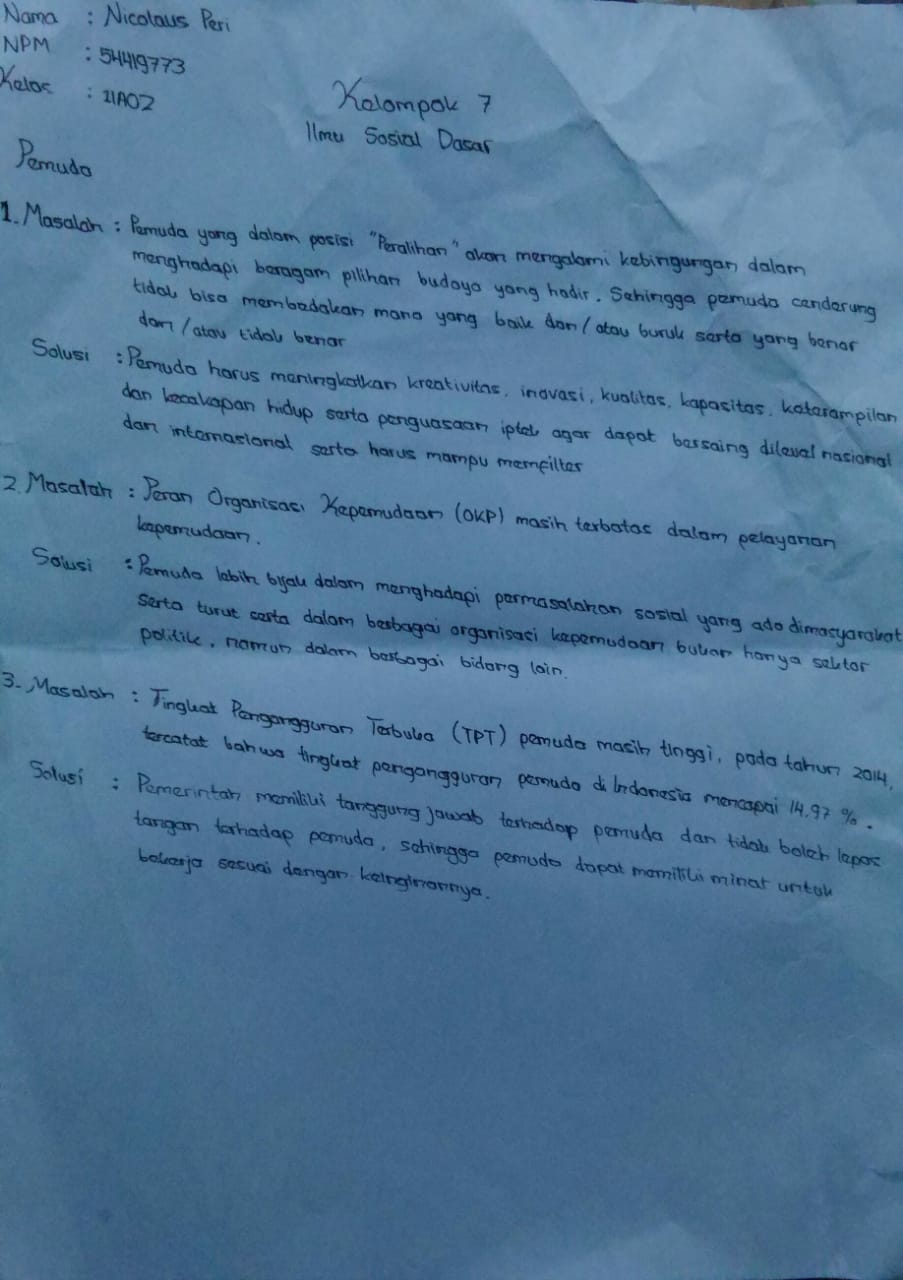 Nama : Nicolaus Peri
NPM : 54419773
Kelas : 21A02
Kelompok 7
Ilmu Sosial Dasar
Pemuda
1. Masalah : Pemuda yang dalam posisi "Peralihan" akan mengalami kebingungan dalam
menghadapi beragam pilihan budaya yang hadir. Sehingga pemuda cenderung
tidak bisa membedakan mana yang baik dan/atau buruk serta yang benar
dan/atau tidak benar
Solusi : Pemuda harus meningkatkan kreativitas, inovasi, kualitas, kapasitas, keterampilan
dan kecakapan hidup serta penguasaan iptek agar dapat bersaing dilevel nasional
dan internasional serta harus mampu memfilter
2. Masalah : Peran Organisasi Kepemudaan (OKP) masih terbatas dalam pelayanan
kepemudaan.
Solusi : Pemuda lebih bijak dalam menghadapi permasalahan sosial yang ada dimasyarakat
serta turut serta dalam berbagai organisasi kepemudaan bukan hanya sektor
politik, namun dalam berbagai bidang lain.
3. Masalah : Tingkat Pengangguran Terbuka (TPT) pemuda masih tinggi, pada tahun 2014,
tercatat bahwa tingkat pengangguran pemuda di Indonesia mencapai 14,97 %.
Solusi : Pemerintah memiliki tanggung jawab terhadap pemuda dan tidak boleh lepas
tangan terhadap pemuda, sehingga pemuda dapat memiliki minat untuk
bekerja sesuai dengan keinginannya.